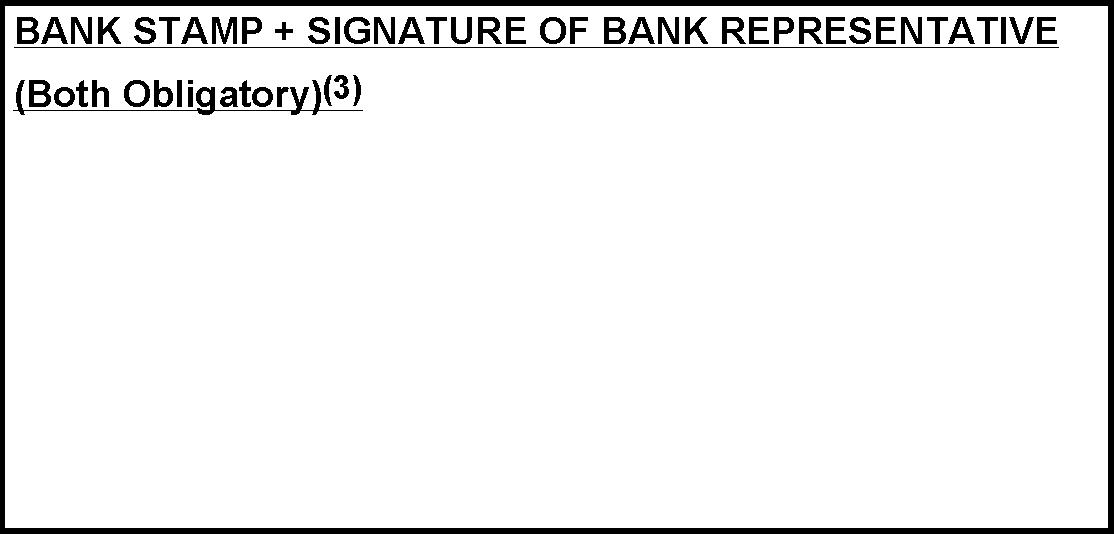 BANK STAMP + SIGNATURE OF BANK REPRESENTATIVE
(Both Obligatory)(3)